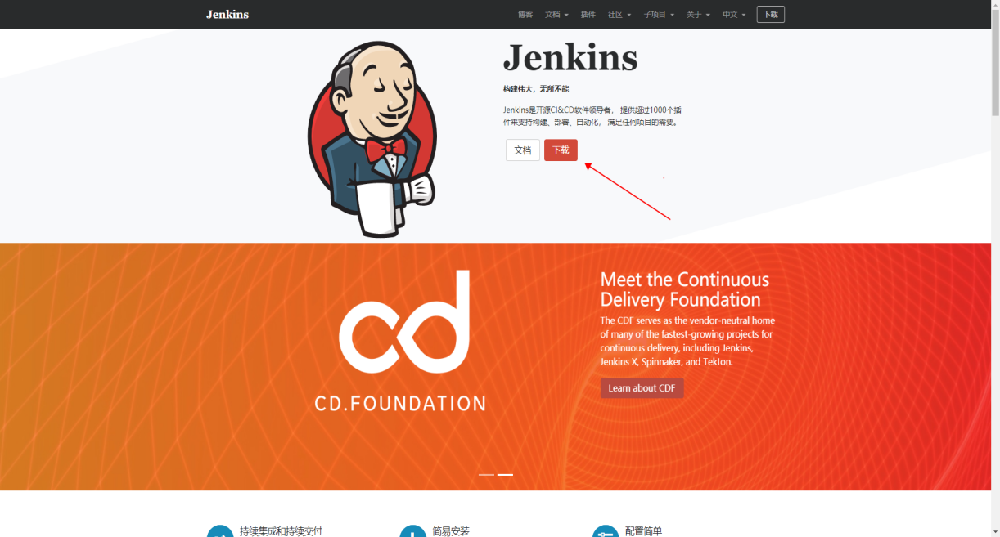 Jenkins
博客 文档 插件 社区 子项目 关于 中文 下载
Jenkins
构建伟大，无所不能
Jenkins是开源CI&CD软件领导者， 提供超过1000个插
件来支持构建、部署、自动化， 满足任何项目的需要。
文档 下载
Meet the Continuous
Delivery Foundation
The CDF serves as the vendor-neutral home
of many of the fastest-growing projects for
continuous delivery, including Jenkins,
Jenkins X, Spinnaker, and Tekton.
Learn about CDF
cd
CD.FOUNDATION
持续集成和持续交付 简易安装 配置简单